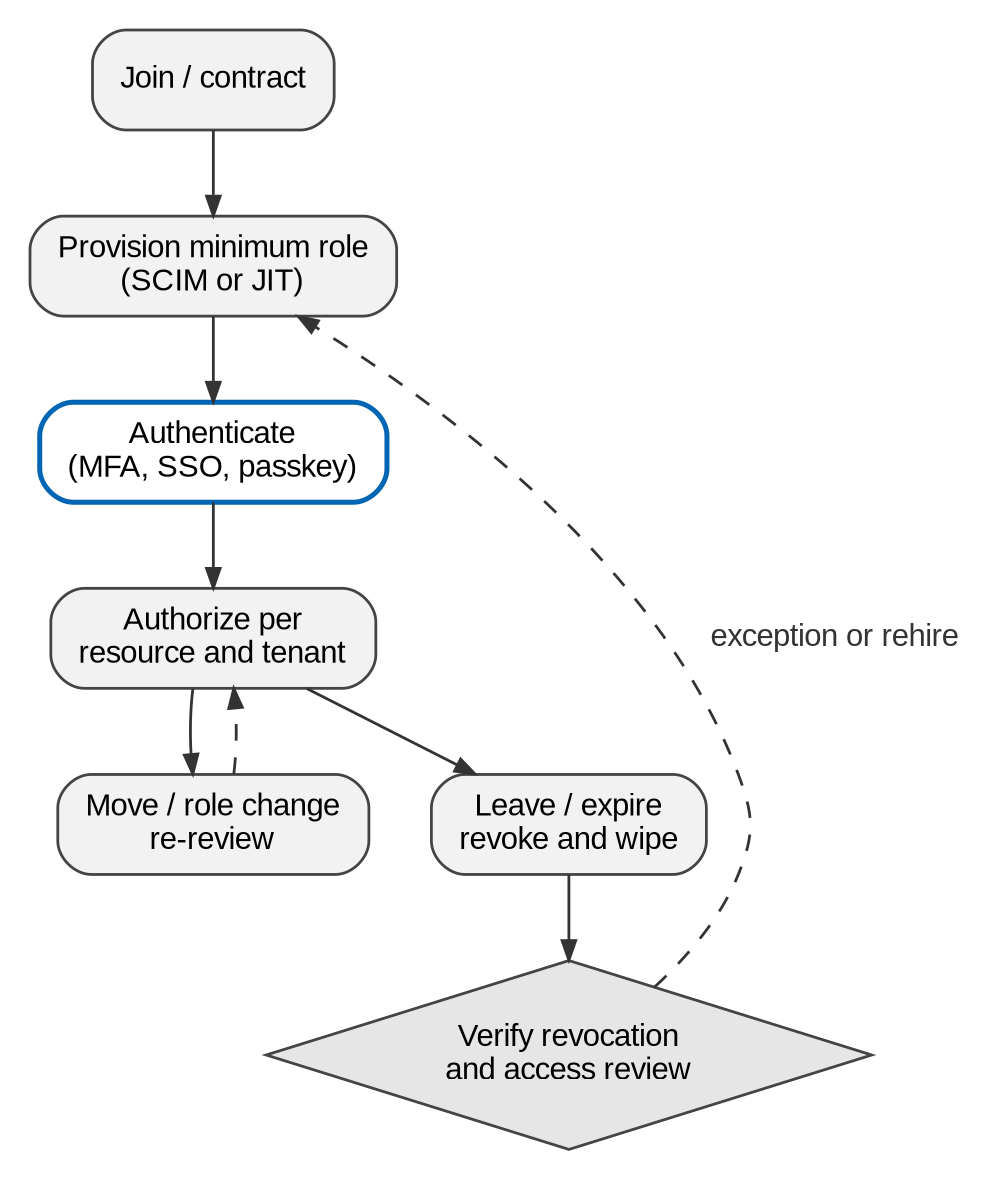 Join / contract
Provision minimum role
(SCIM or JIT)
Authenticate
(MFA, SSO, passkey)
Authorize per
resource and tenant
exception or rehire
Move / role change
re-review
Leave / expire
revoke and wipe
Verify revocation
and access review